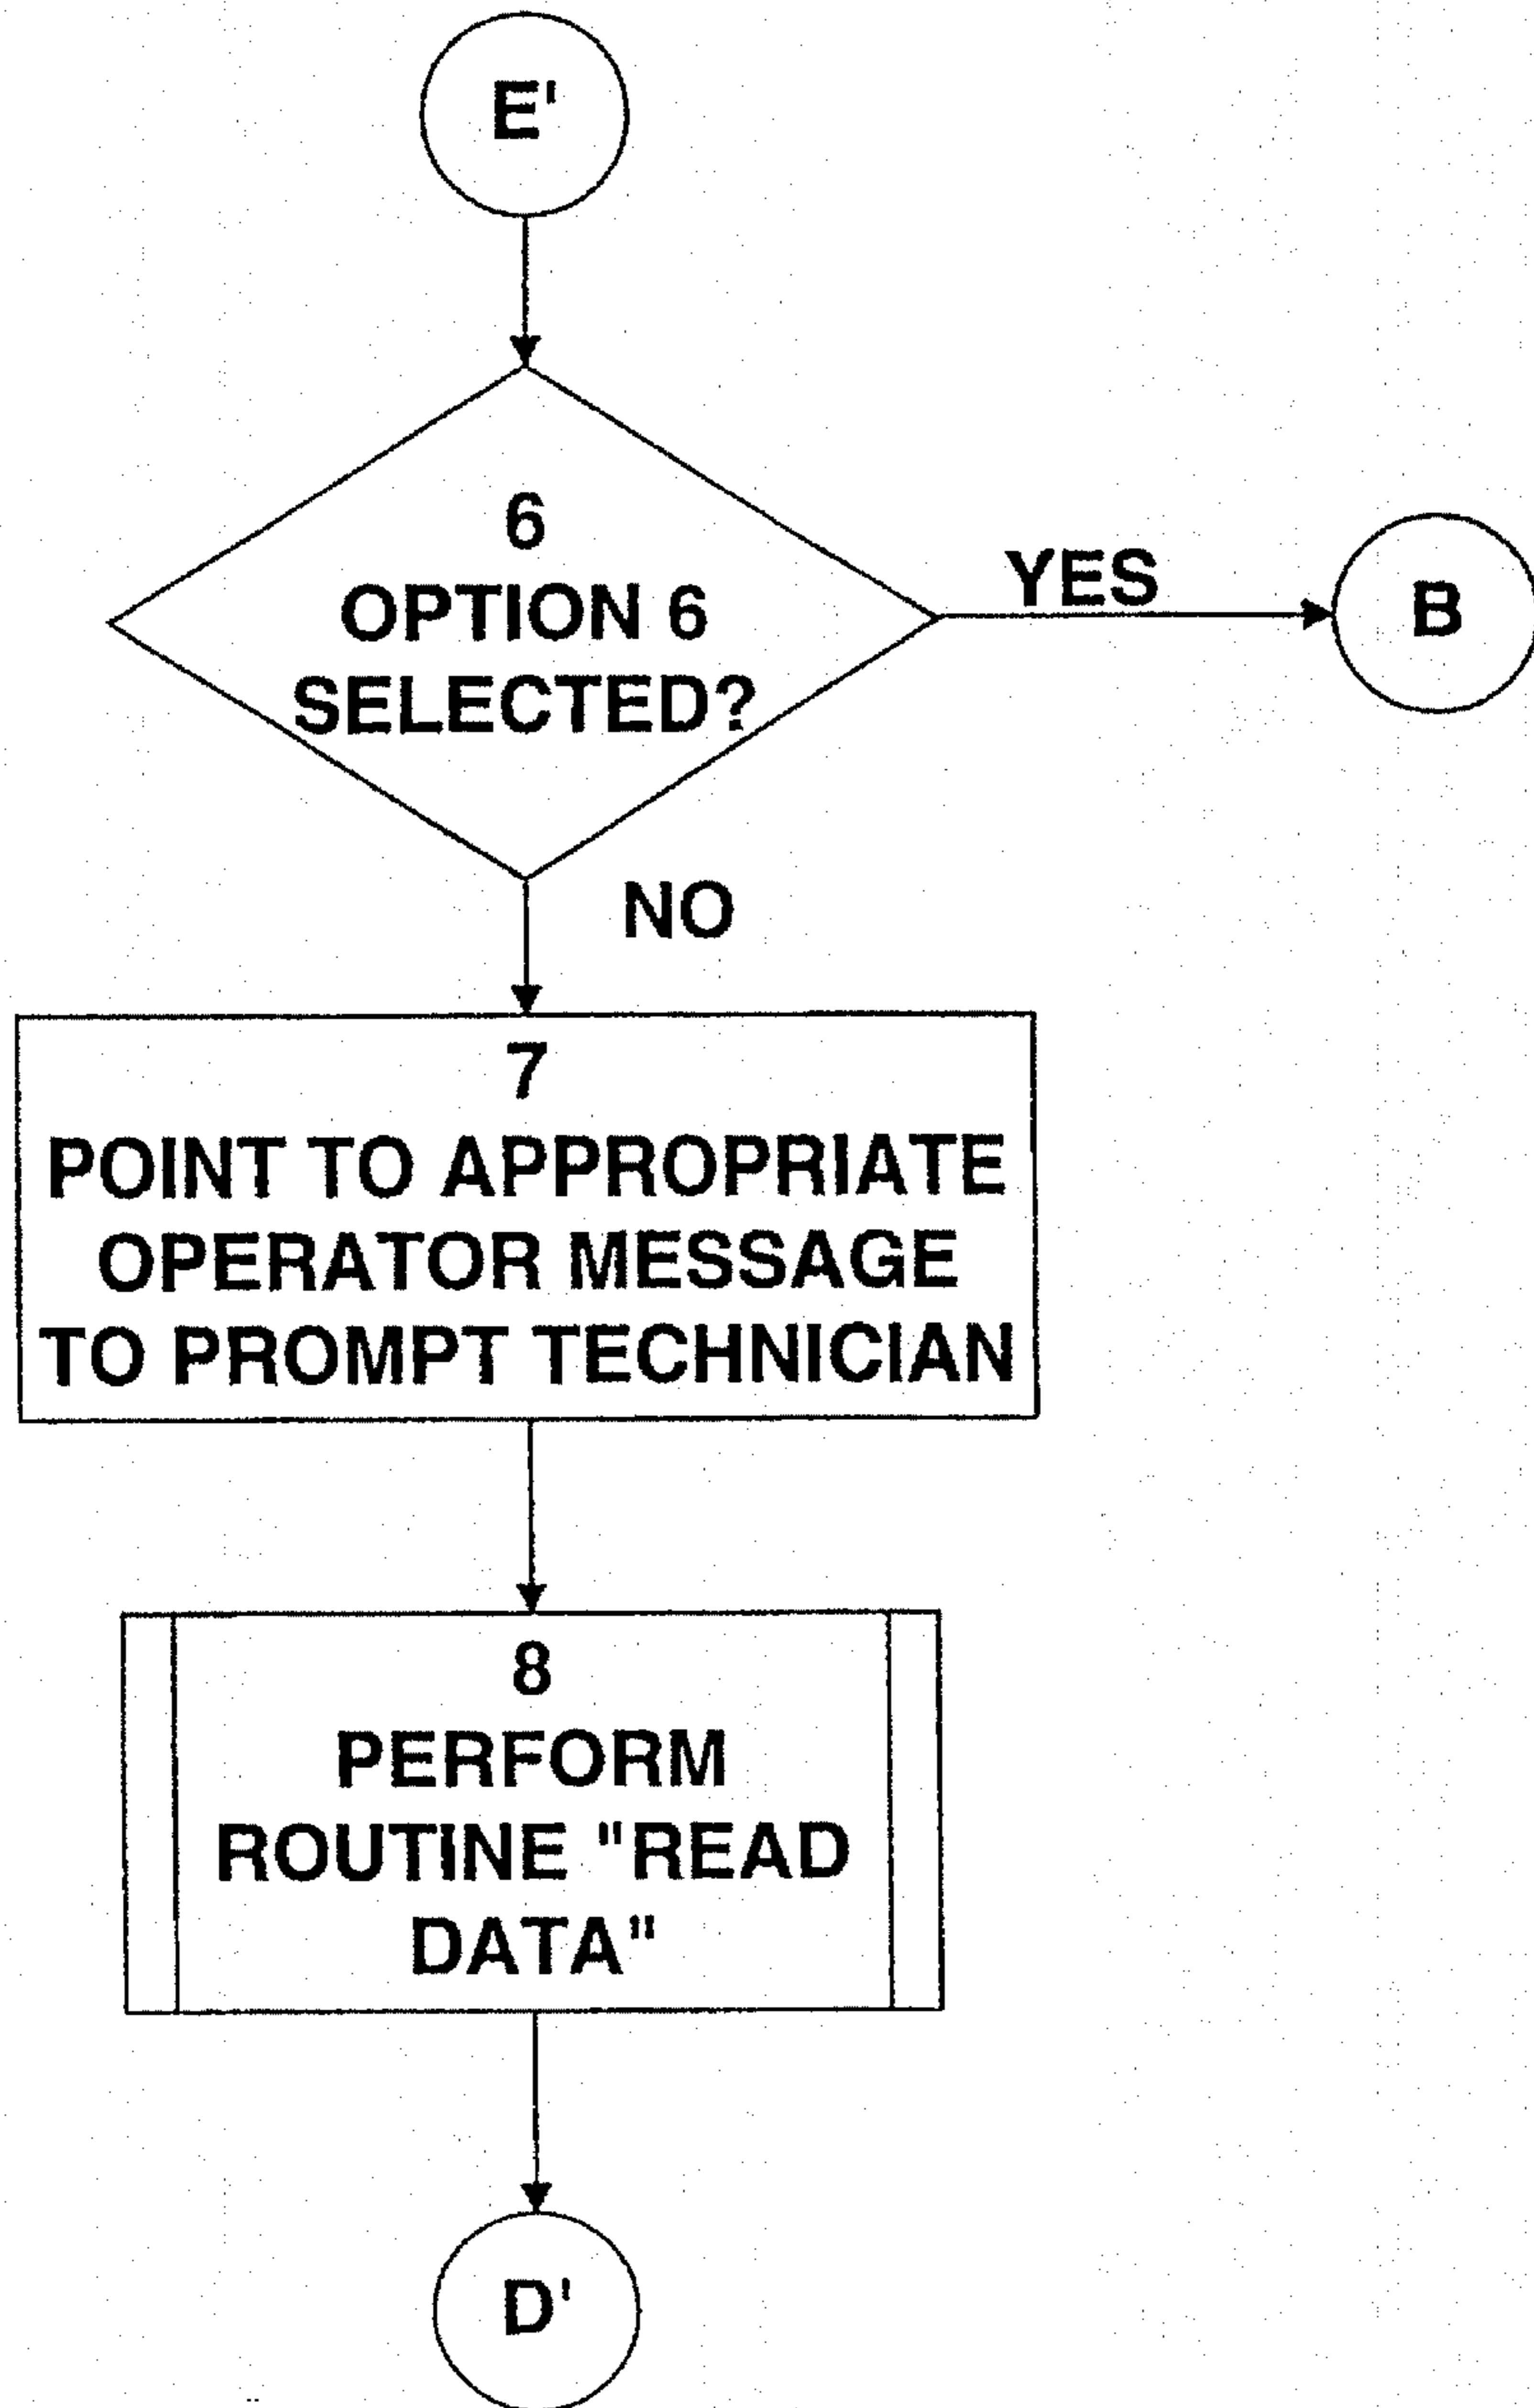 E'
6
OPTION 6
SELECTED?
YES
B
NO
7
POINT TO APPROPRIATE
OPERATOR MESSAGE
TO PROMPT TECHNICIAN
8
PERFORM
ROUTINE "READ
DATA"
D'